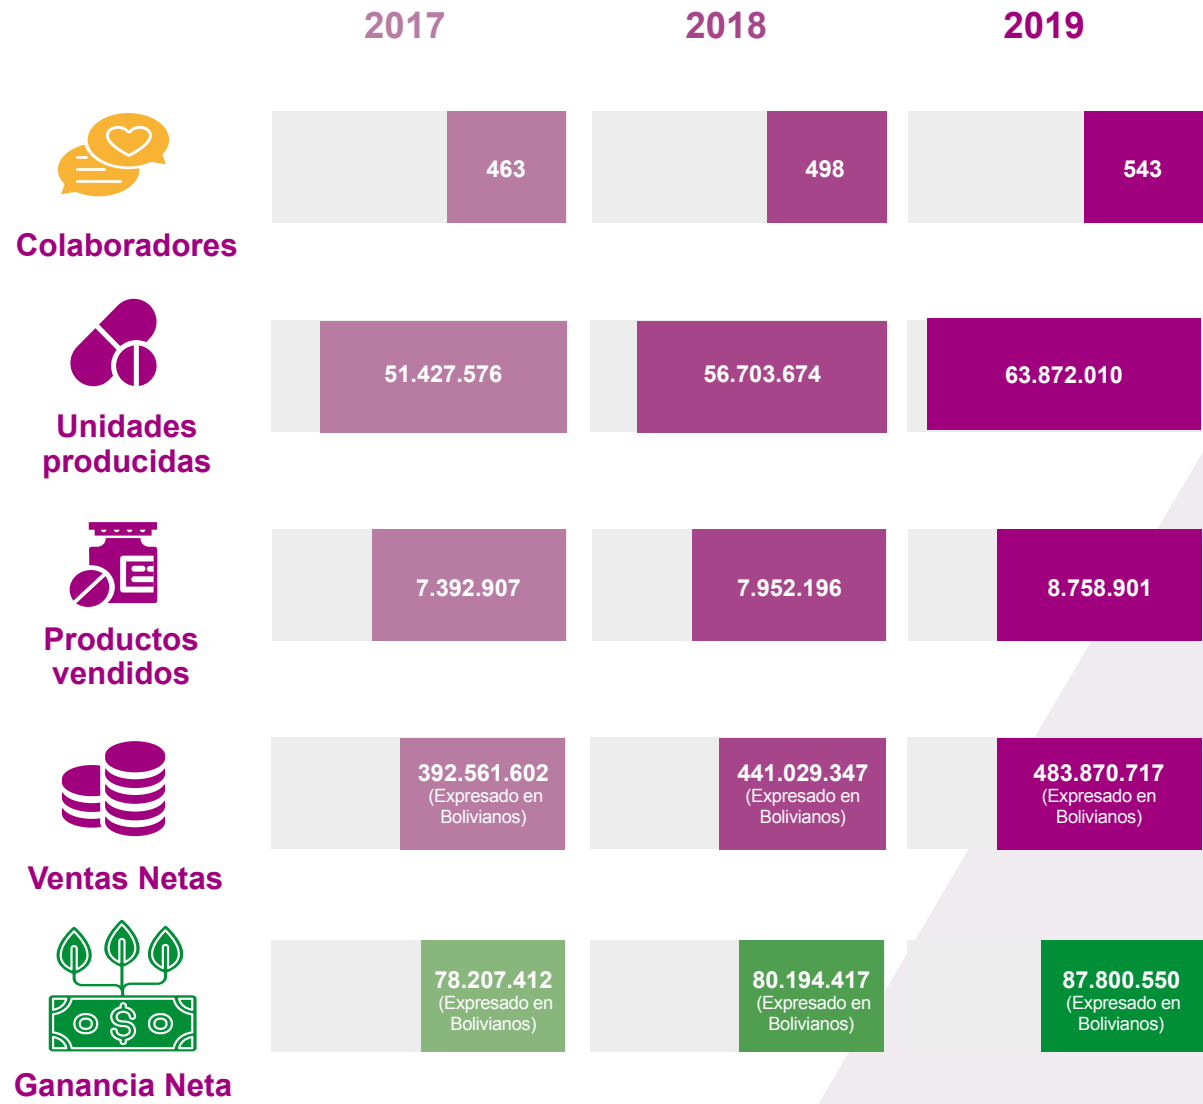 2017 2018 2019
463 498 543
Colaboradores
51.427.576 56.703.674 63.872.010
Unidades
producidas
7.392.907 7.952.196 8.758.901
Productos
vendidos
392.561.602 441.029.347 483.870.717
(Expresado en (Expresado en (Expresado en
Bolivianos) Bolivianos) Bolivianos)
Ventas Netas
78.207.412 80.194.417 87.800.550
(Expresado en (Expresado en (Expresado en
Bolivianos) Bolivianos) Bolivianos)
$
Ganancia Neta